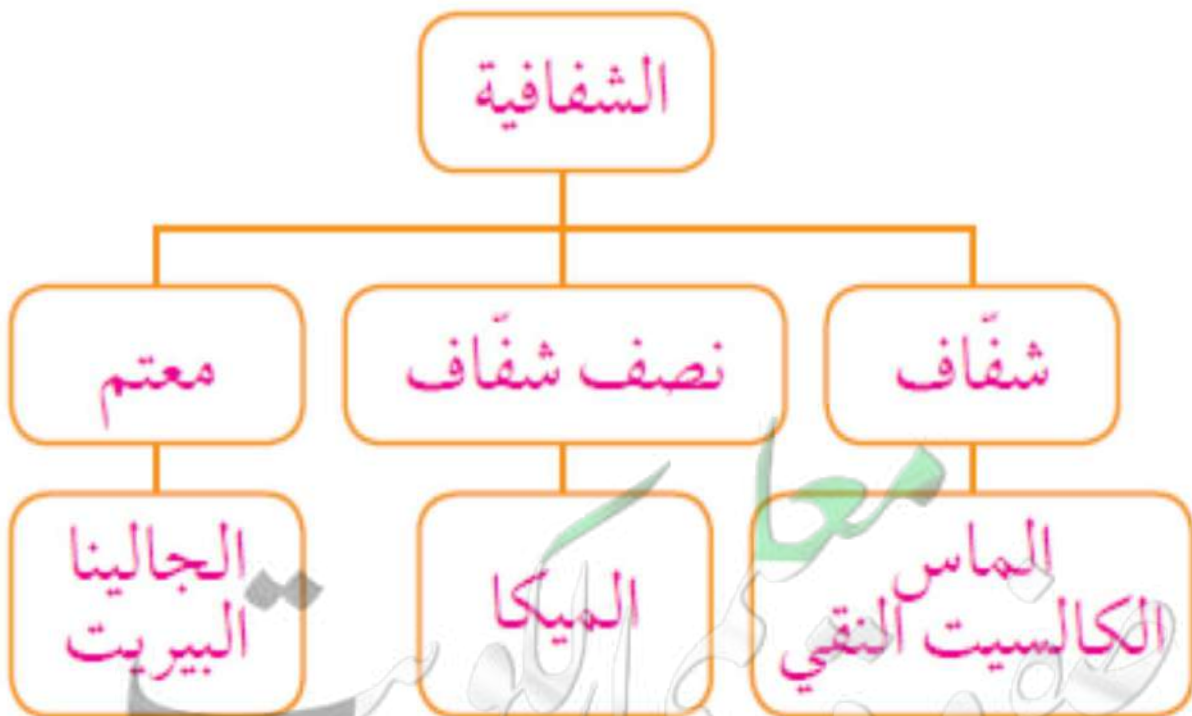 الشفافية
شفّاف
نصف شفّاف
معتم
الماس
الكالسيت النقي
الميكا
الجالينا
البيريت